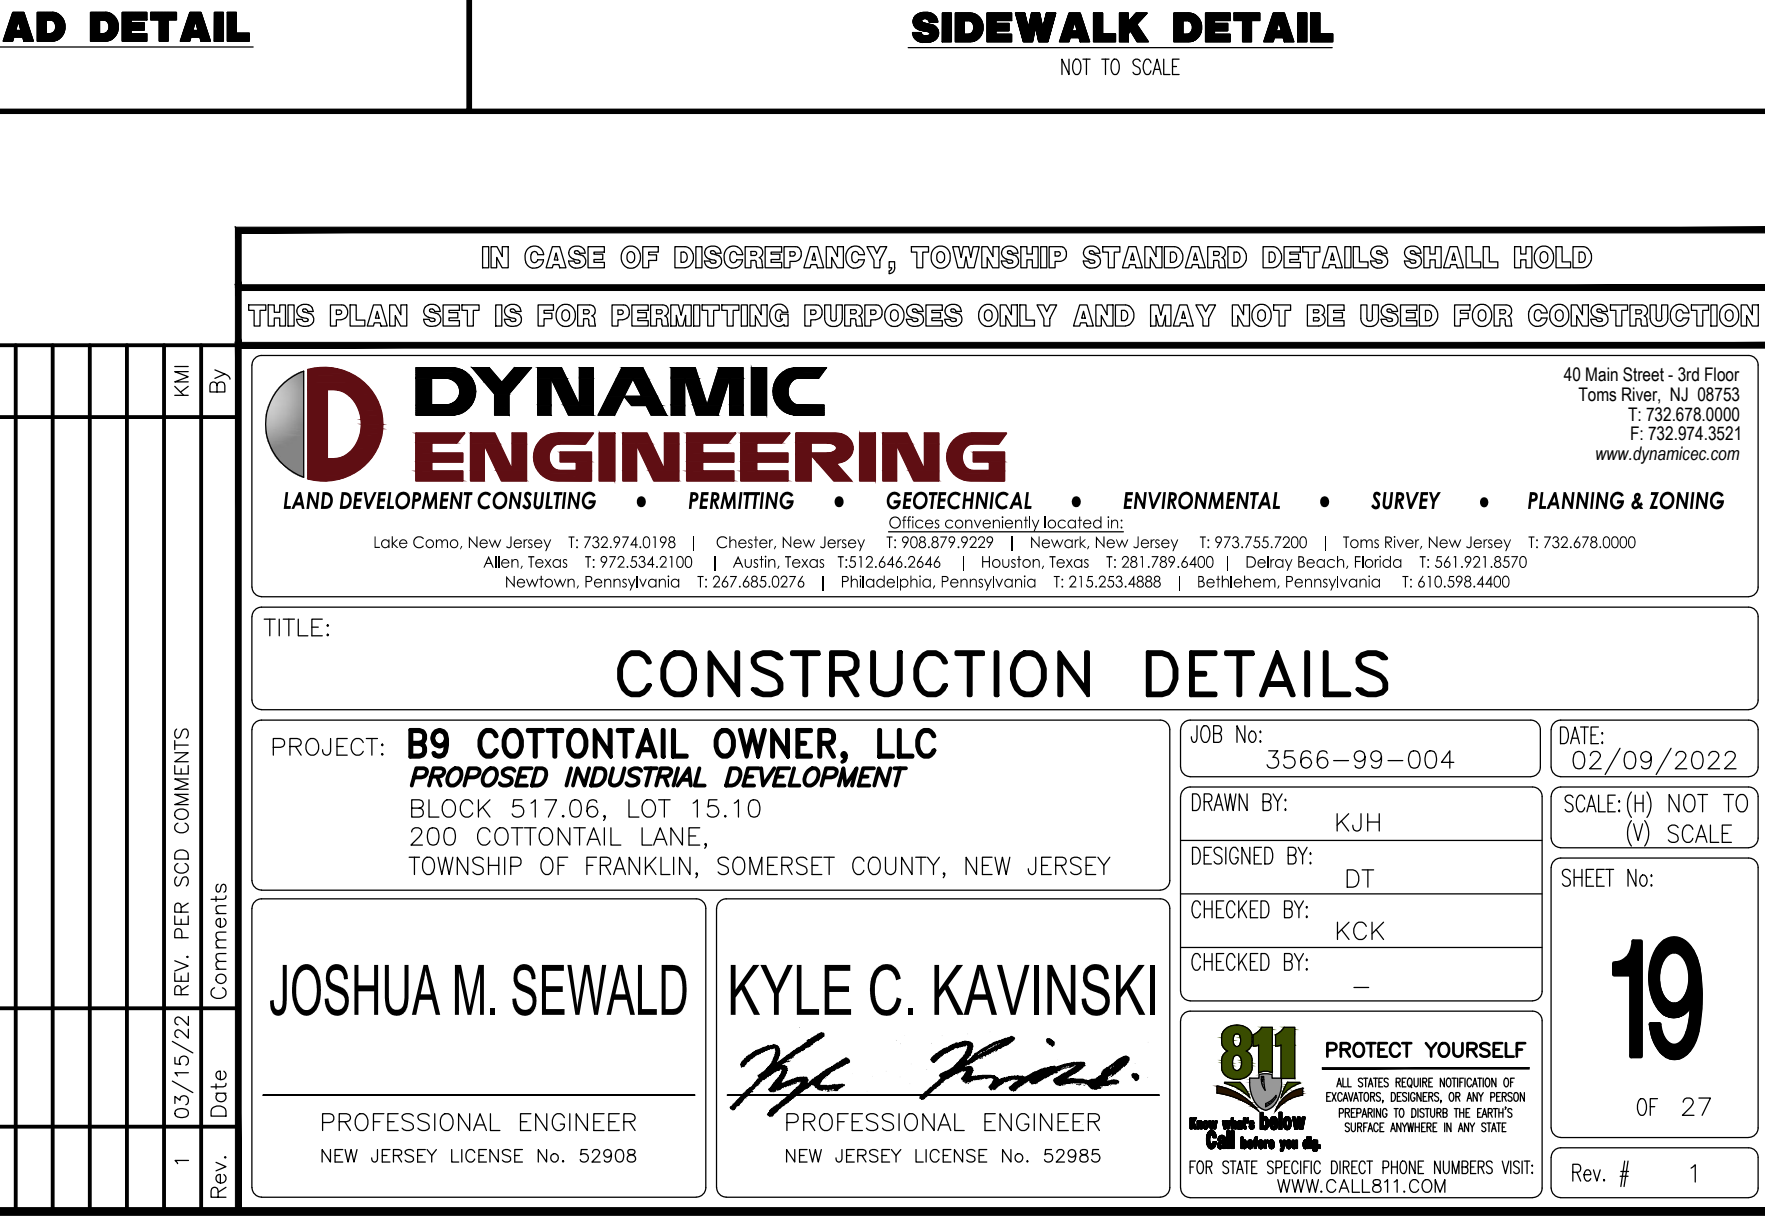 AD DETAIL
SIDEWALK DETAIL
NOT TO SCALE
IN CASE OF DISCREPANCY, TOWNSHIP STANDARD DETAILS SHALL HOLD
THIS PLAN SET IS FOR PERMITTING PURPOSES ONLY AND MAY NOT BE USED FOR CONSTRUCTION
DYNAMIC
ENGINEERING
40 Main Street - 3rd Floor
Toms River, NJ 08753
T: 732.678.0000
F: 732.974.3521
www.dynamicec.com
LAND DEVELOPMENT CONSULTING • PERMITTING • GEOTECHNICAL • ENVIRONMENTAL • SURVEY • PLANNING & ZONING
Offices conveniently located in:
Lake Como, New Jersey T: 732.974.0198 | Chester, New Jersey T: 908.879.9229 | Newark, New Jersey T: 973.755.7200 | Toms River, New Jersey T: 732.678.0000
Allen, Texas T: 972.534.2100 | Austin, Texas T:512.646.2646 | Houston, Texas T: 281.789.6400 | Delray Beach, Florida T: 561.921.8570
Newtown, Pennsylvania T: 267.685.0276 | Philadelphia, Pennsylvania T: 215.253.4888 | Bethlehem, Pennsylvania T: 610.598.4400
TITLE:
CONSTRUCTION DETAILS
PROJECT: B9 COTTONTAIL OWNER, LLC
PROPOSED INDUSTRIAL DEVELOPMENT
BLOCK 517.06, LOT 15.10
200 COTTONTAIL LANE,
TOWNSHIP OF FRANKLIN, SOMERSET COUNTY, NEW JERSEY
JOB No:
3566-99-004
DATE:
02/09/2022
DRAWN BY:
KJH
DESIGNED BY:
DT
CHECKED BY:
KCK
CHECKED BY:
–
SCALE: (H) NOT TO
(V) SCALE
SHEET No:
19
OF 27
Rev. # 1
JOSHUA M. SEWALD
PROFESSIONAL ENGINEER
NEW JERSEY LICENSE No. 52908
KYLE C. KAVINSKI
PROFESSIONAL ENGINEER
NEW JERSEY LICENSE No. 52985
811
Know what's below
Call before you dig.
PROTECT YOURSELF
ALL STATES REQUIRE NOTIFICATION OF
EXCAVATORS, DESIGNERS, OR ANY PERSON
PREPARING TO DISTURB THE EARTH'S
SURFACE ANYWHERE IN ANY STATE
FOR STATE SPECIFIC DIRECT PHONE NUMBERS VISIT:
WWW.CALL811.COM
1 03/15/22 REV. PER SCD COMMENTS KMI
Rev. Date Comments By